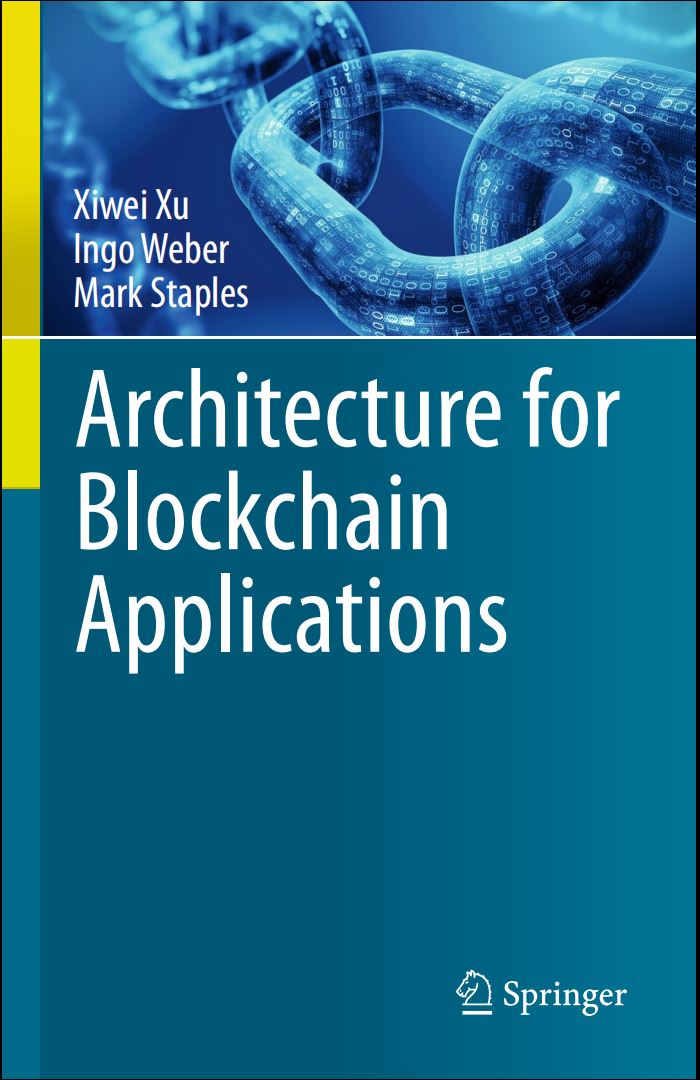 Xiwei Xu
Ingo Weber
Mark Staples
Architecture for
Blockchain
Applications
Springer